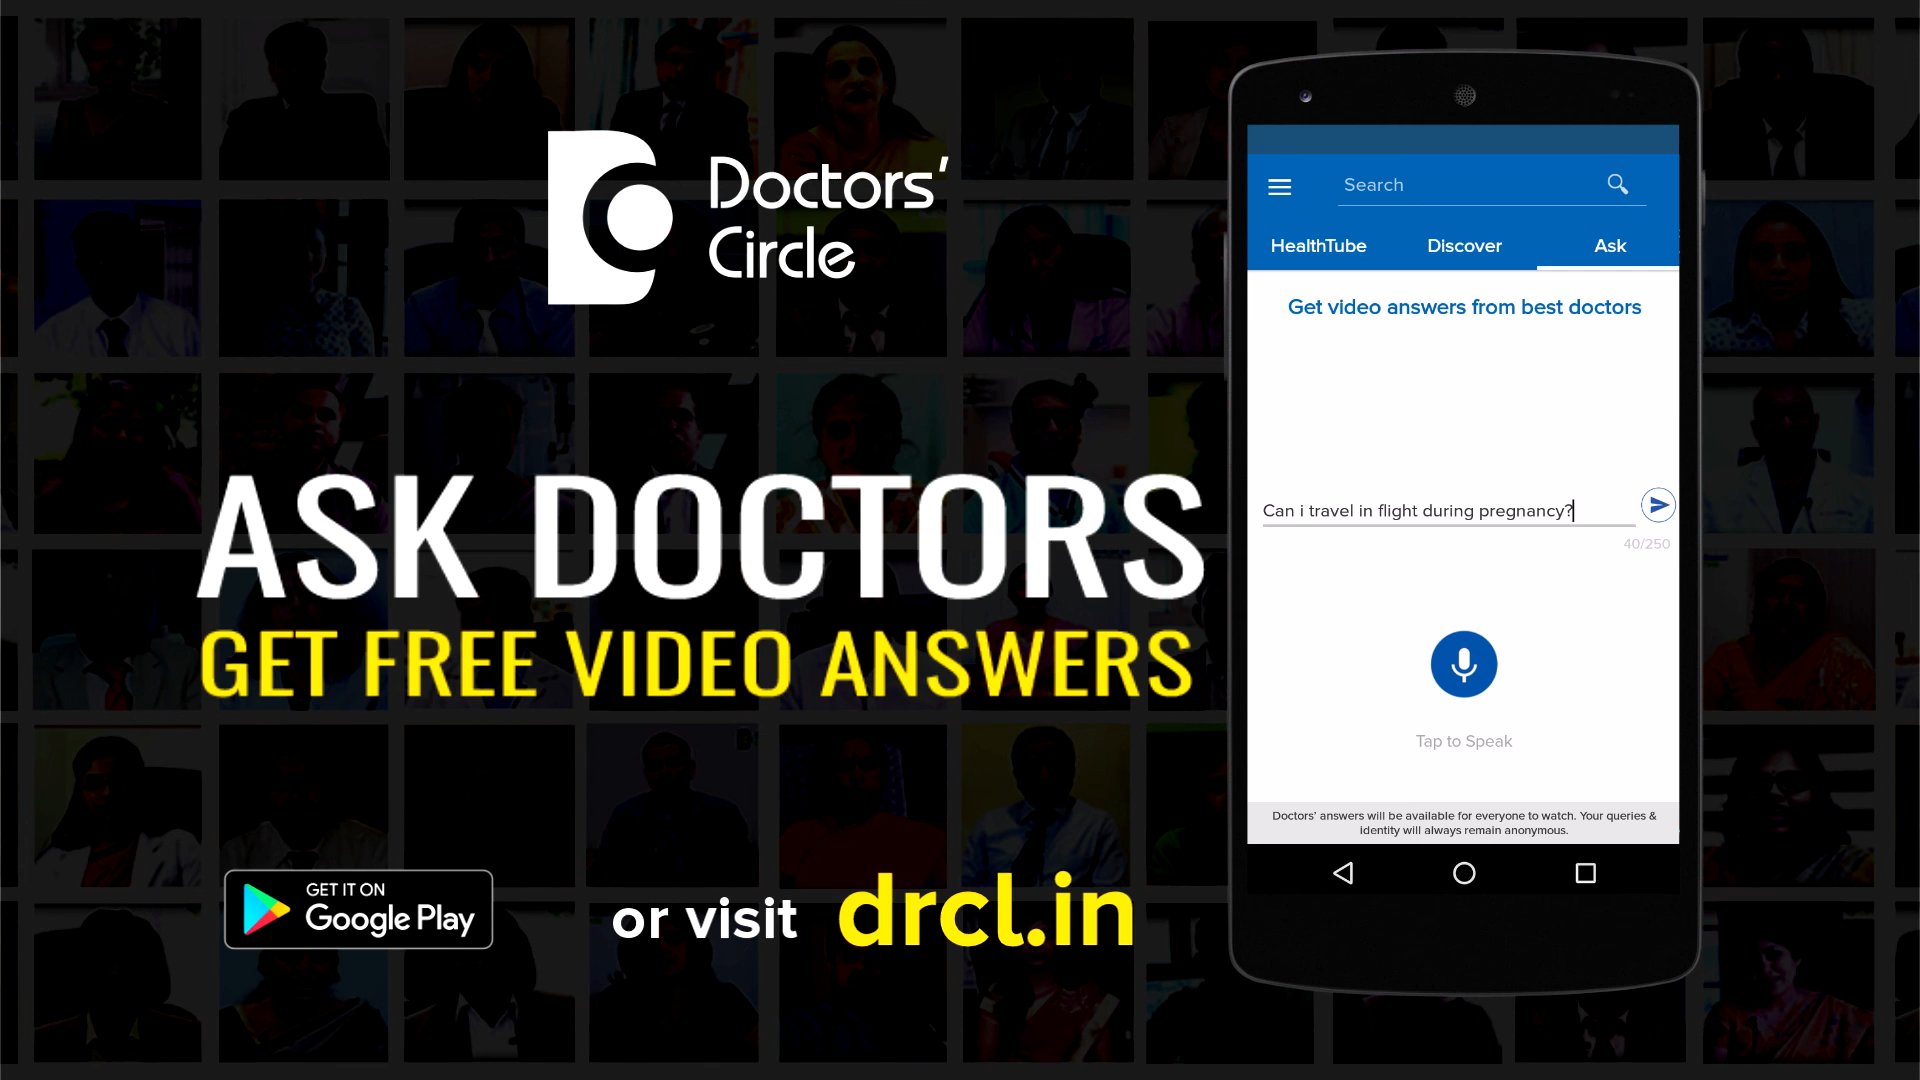 Doctors'
Circle
ASK DOCTORS
GET FREE VIDEO ANSWERS
GET IT ON
Google Play
or visit drcl.in
Search
HealthTube Discover Ask
Get video answers from best doctors
Can i travel in flight during pregnancy?
40/250
Tap to Speak
Doctors' answers will be available for everyone to watch. Your queries &
identity will always remain anonymous.